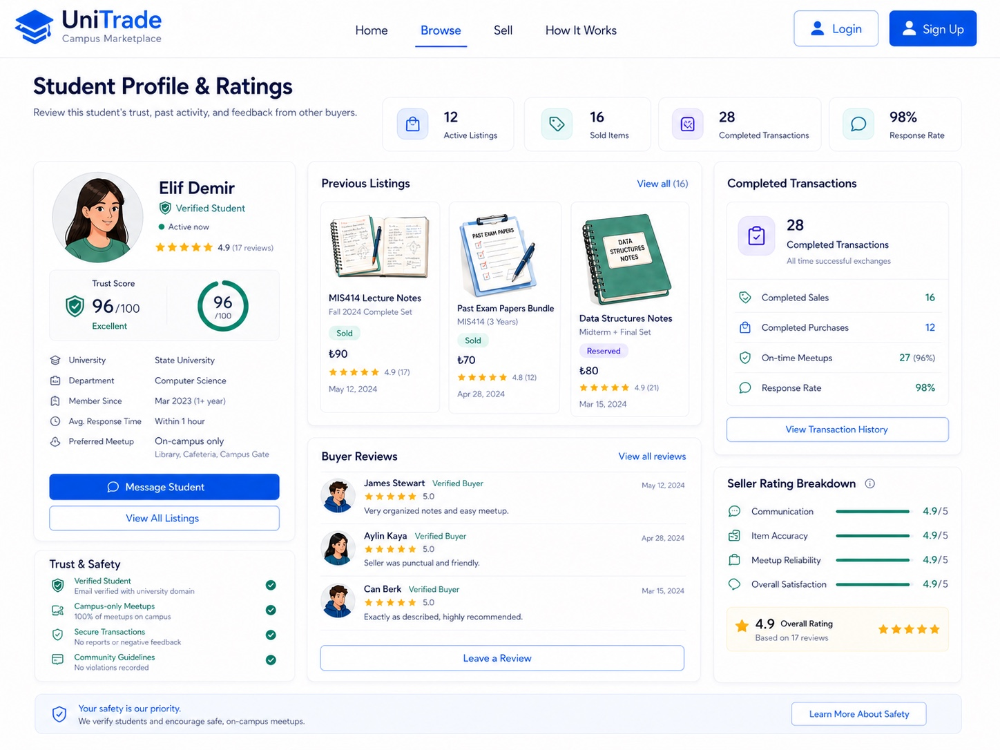 UniTrade
Campus Marketplace
Home
Browse
Sell
How It Works
Login
Sign Up
Student Profile & Ratings
Review this student's trust, past activity, and feedback from other buyers.
12
Active Listings
16
Sold Items
28
Completed Transactions
98%
Response Rate
Elif Demir
Verified Student
Active now
4.9 (17 reviews)
Trust Score
96/100
Excellent
96
/100
University State University
Department Computer Science
Member Since Mar 2023 (1+ year)
Avg. Response Time Within 1 hour
Preferred Meetup On-campus only
Library, Cafeteria, Campus Gate
Message Student
View All Listings
Trust & Safety
Verified Student
Email verified with university domain
Campus-only Meetups
100% of meetups on campus
Secure Transactions
No reports or negative feedback
Community Guidelines
No violations recorded
Previous Listings
View all (16)
MIS414 Lecture Notes
Fall 2024 Complete Set
Sold
₺90
4.9 (17)
May 12, 2024
PAST EXAM PAPERS
Past Exam Papers Bundle
MIS414 (3 Years)
Sold
₺70
4.8 (12)
Apr 28, 2024
DATA
STRUCTURES
NOTES
Data Structures Notes
Midterm + Final Set
Reserved
₺80
4.9 (21)
Mar 15, 2024
Buyer Reviews
View all reviews
James Stewart Verified Buyer
May 12, 2024
5.0
Very organized notes and easy meetup.
Aylin Kaya Verified Buyer
Apr 28, 2024
5.0
Seller was punctual and friendly.
Can Berk Verified Buyer
Mar 15, 2024
5.0
Exactly as described, highly recommended.
Leave a Review
Completed Transactions
28
Completed Transactions
All time successful exchanges
Completed Sales 16
Completed Purchases 12
On-time Meetups 27 (96%)
Response Rate 98%
View Transaction History
Seller Rating Breakdown
Communication 4.9/5
Item Accuracy 4.9/5
Meetup Reliability 4.9/5
Overall Satisfaction 4.9/5
4.9 Overall Rating
Based on 17 reviews
Your safety is our priority.
We verify students and encourage safe, on-campus meetups.
Learn More About Safety